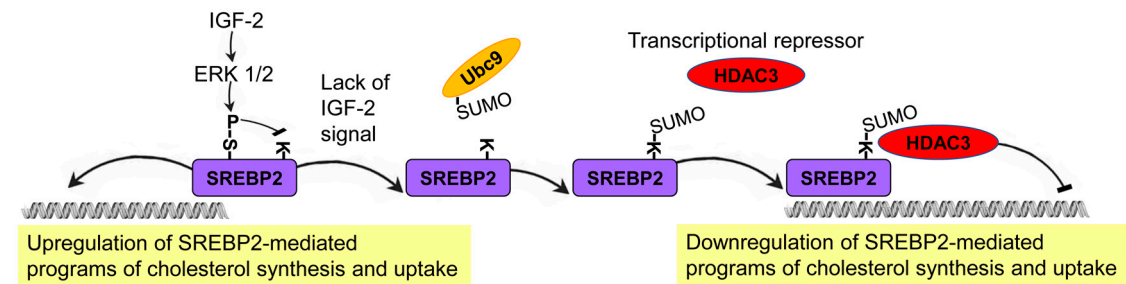 IGF-2
ERK 1/2
P
S
K
SREBP2
Lack of
IGF-2
signal
Ubc9
SUMO
K
SREBP2
Transcriptional repressor
HDAC3
SUMO
K
SREBP2
SUMO
K
HDAC3
SREBP2
Upregulation of SREBP2-mediated
programs of cholesterol synthesis and uptake
Downregulation of SREBP2-mediated
programs of cholesterol synthesis and uptake